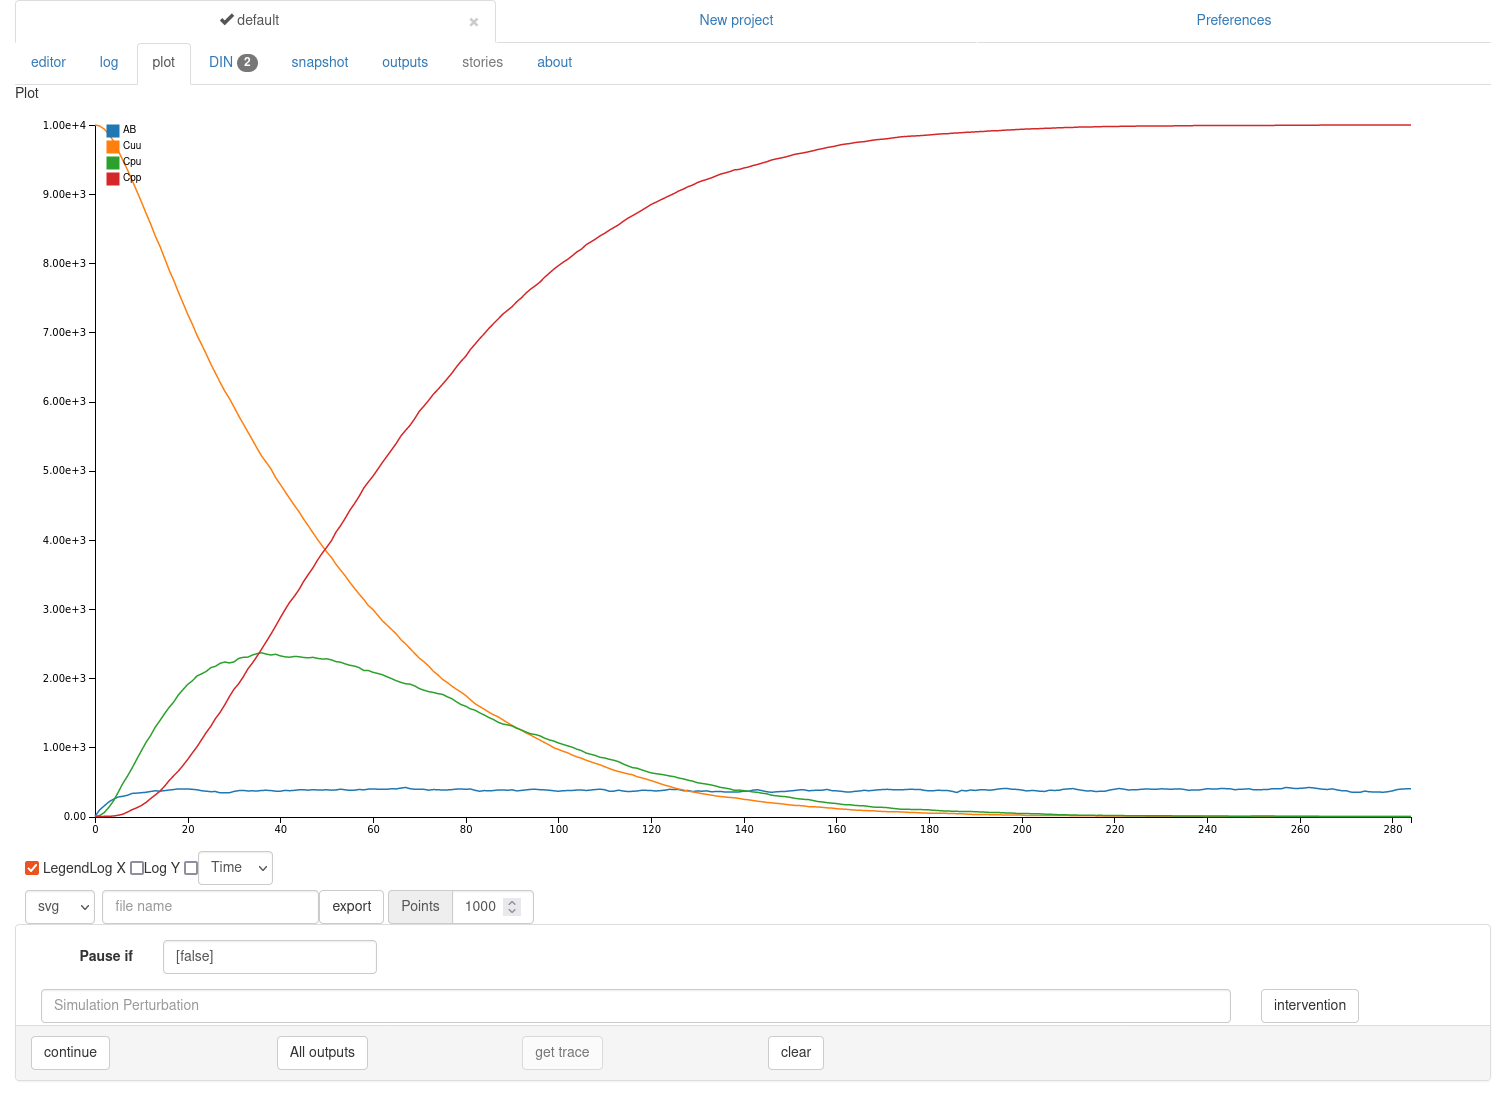 ✔ default × New project Preferences
editor log plot DIN 2 snapshot outputs stories about
Plot
1.00e+4
9.00e+3
8.00e+3
7.00e+3
6.00e+3
5.00e+3
4.00e+3
3.00e+3
2.00e+3
1.00e+3
0.00
AB
Cuu
Cpu
Cpp
0 20 40 60 80 100 120 140 160 180 200 220 240 260 280
LegendLog X Log Y Time
svg file name export Points 1000
Pause if [false]
Simulation Perturbation intervention
continue All outputs get trace clear